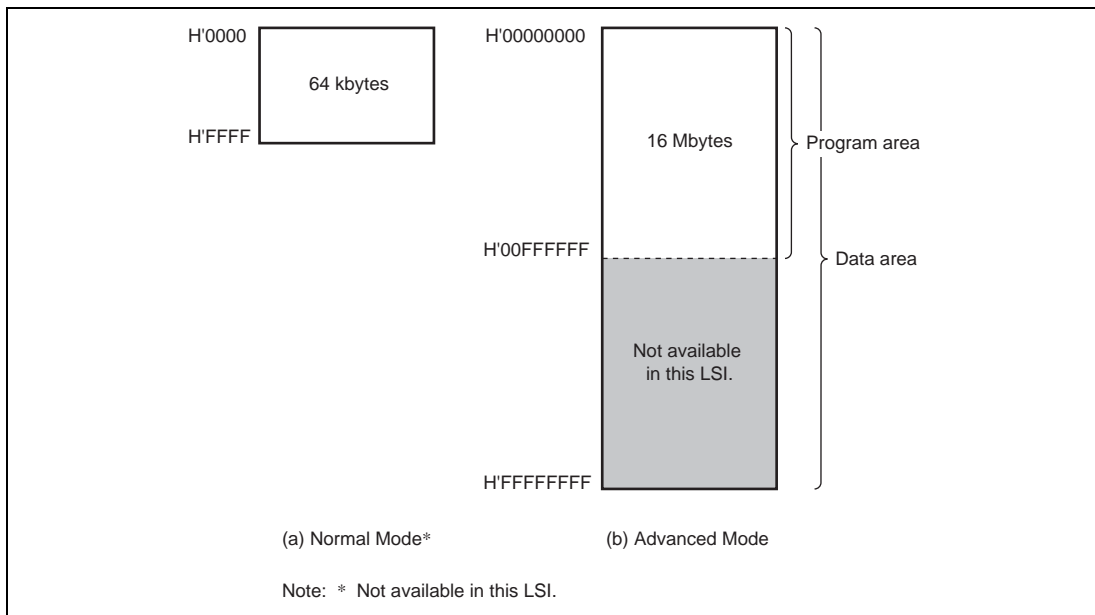 H'0000
64 kbytes
H'FFFF
H'00000000
16 Mbytes
Program area
H'00FFFFFF
Data area
Not available
in this LSI.
H'FFFFFFFF
(a) Normal Mode*
(b) Advanced Mode
Note: * Not available in this LSI.